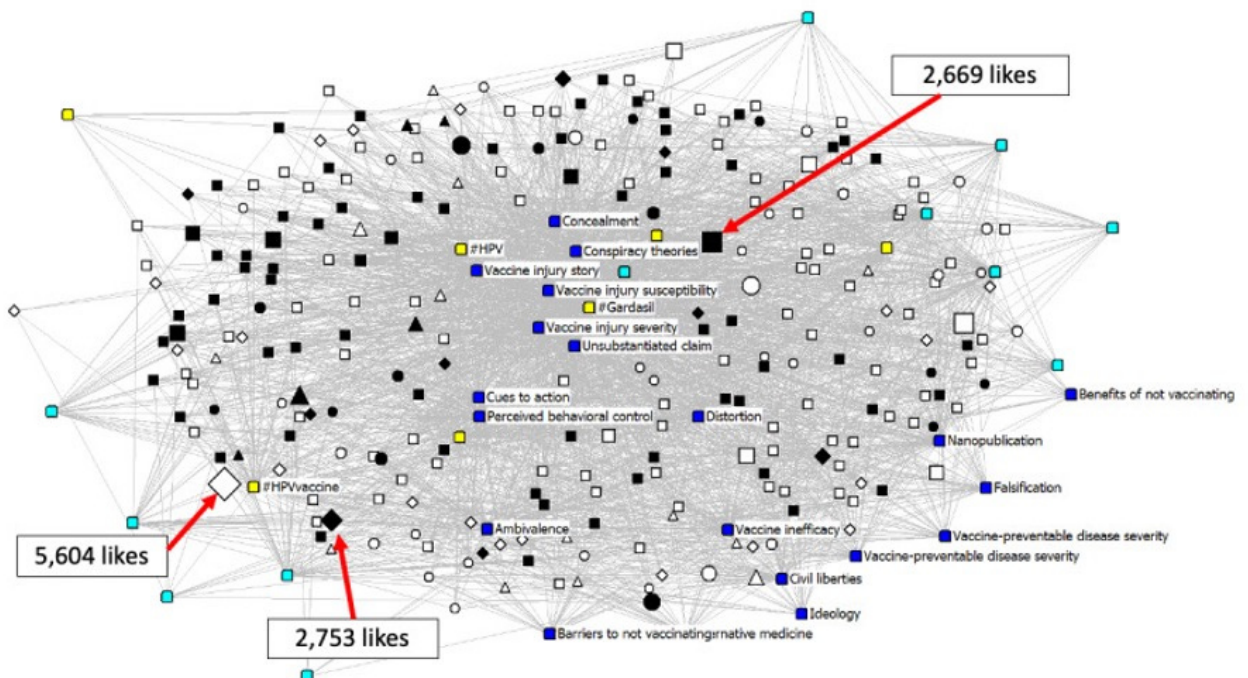 2,669 likes
Concealment
#HPV
Conspiracy theories
Vaccine injury story
Vaccine injury susceptibility
#Gardasil
Vaccine injury severity
Unsubstantiated claim
Cues to action
Benefits of not vaccinating
Perceived behavioral control
Distortion
Nanopublication
#HPVvaccine
Falsification
5,604 likes
Ambivalence
Vaccine inefficacy
Vaccine-preventable disease severity
Vaccine-preventable disease severity
Civil liberties
Ideology
2,753 likes
Barriers to not vaccinating
medicine